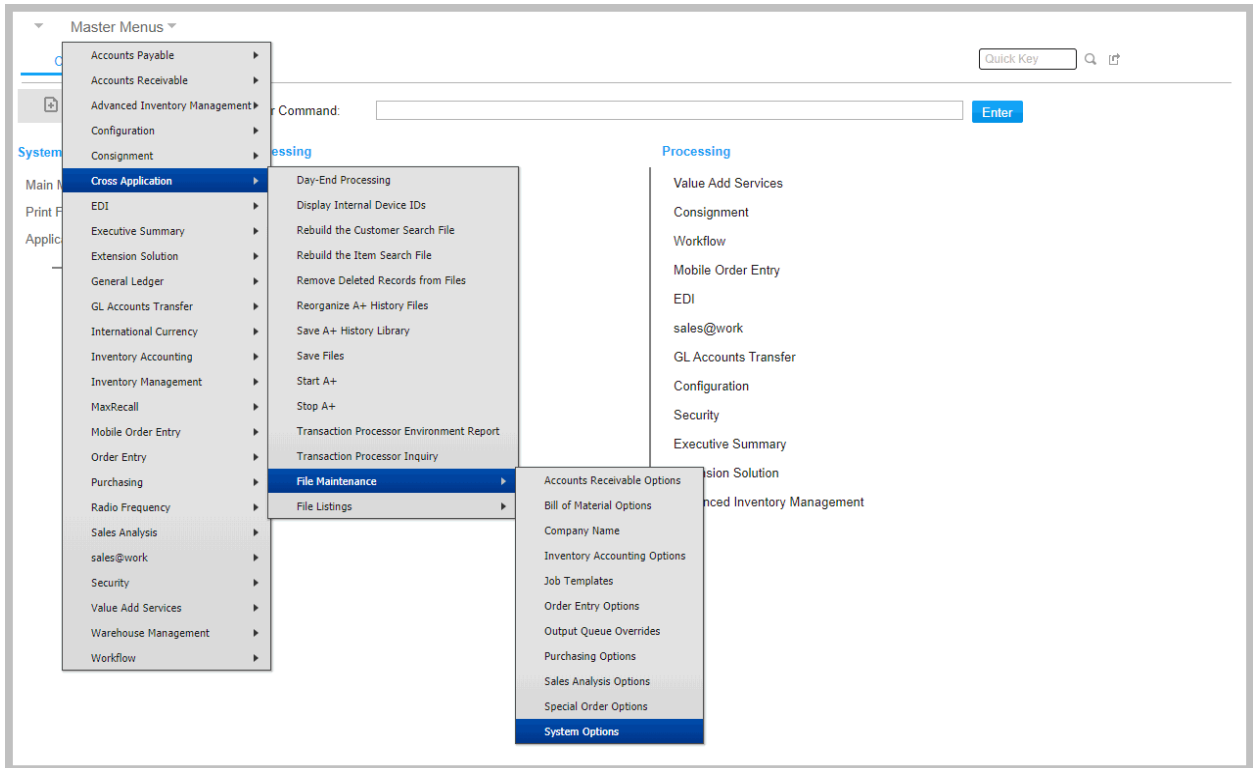 Master Menus
Quick Key
Command:
Enter
System
Processing
Main
Print
Accounts Payable
Accounts Receivable
Advanced Inventory Management
Configuration
Consignment
Cross Application
EDI
Executive Summary
Extension Solution
General Ledger
GL Accounts Transfer
International Currency
Inventory Accounting
Inventory Management
MaxRecall
Mobile Order Entry
Order Entry
Purchasing
Radio Frequency
Sales Analysis
sales@work
Security
Value Add Services
Warehouse Management
Workflow
Day-End Processing
Display Internal Device IDs
Rebuild the Customer Search File
Rebuild the Item Search File
Remove Deleted Records from Files
Reorganize A+ History Files
Save A+ History Library
Save Files
Start A+
Stop A+
Transaction Processor Environment Report
Transaction Processor Inquiry
File Maintenance
File Listings
Accounts Receivable Options
Bill of Material Options
Company Name
Inventory Accounting Options
Job Templates
Order Entry Options
Output Queue Overrides
Purchasing Options
Sales Analysis Options
Special Order Options
System Options
Value Add Services
Consignment
Workflow
Mobile Order Entry
EDI
sales@work
GL Accounts Transfer
Configuration
Security
Executive Summary
Solution
Inventory Management